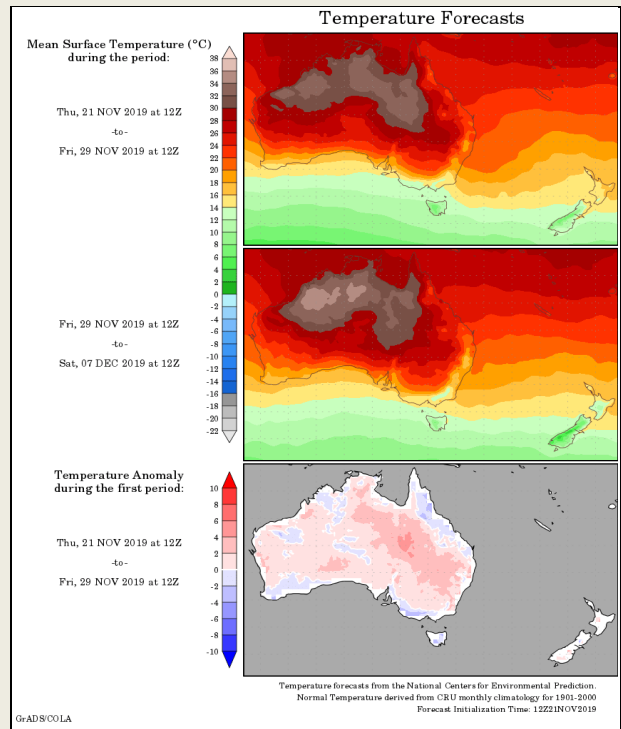 Temperature Forecasts
Mean Surface Temperature (°C)
during the period:
Thu, 21 NOV 2019 at 12Z
-to-
Fri, 29 NOV 2019 at 12Z
38
36
34
32
30
28
26
24
22
20
18
16
14
12
10
8
6
4
2
0
-2
-4
-6
-8
-10
-12
-14
-16
-18
-20
-22
Fri, 29 NOV 2019 at 12Z
-to-
Sat, 07 DEC 2019 at 12Z
Temperature Anomaly
during the first period:
Thu, 21 NOV 2019 at 12Z
-to-
Fri, 29 NOV 2019 at 12Z
10
8
6
4
2
0
-2
-4
-6
-8
-10
Temperature forecasts from the National Centers for Environmental Prediction.
Normal Temperature derived from CRU monthly climatology for 1901-2000
Forecast Initialization Time: 12Z21NOV2019
GrADS/COLA